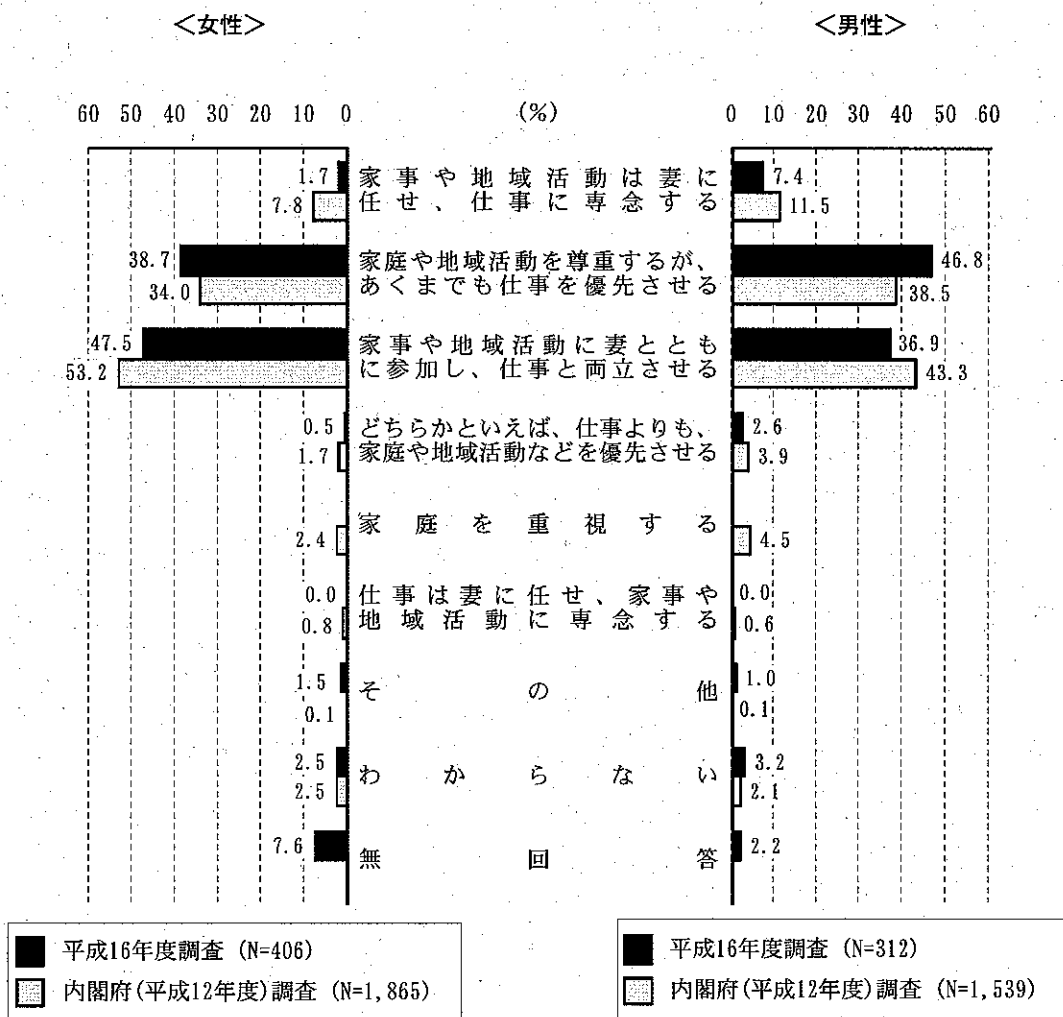 ＜女性＞ ＜男性＞
60 50 40 30 20 10 0 (%) 0 10 20 30 40 50 60
1.7 家事や地域活動は妻に 7.4
7.8 任せ、仕事に専念する 11.5
38.7 家庭や地域活動を尊重するが、 46.8
34.0 あくまでも仕事を優先させる 38.5
47.5 家事や地域活動に妻ととも 36.9
53.2 に参加し、仕事と両立させる 43.3
0.5 どちらかといえば、仕事よりも、 2.6
1.7 家庭や地域活動などを優先させる 3.9
家庭を重視する
2.4 4.5
0.0 仕事は妻に任せ、家事や 0.0
0.8 地域活動に専念する 0.6
1.5 その他 1.0
0.1 0.1
2.5 わからない 3.2
2.5 2.1
7.6 無回答 2.2
平成16年度調査 (N=406)
内閣府(平成12年度)調査 (N=1,865)
平成16年度調査 (N=312)
内閣府(平成12年度)調査 (N=1,539)